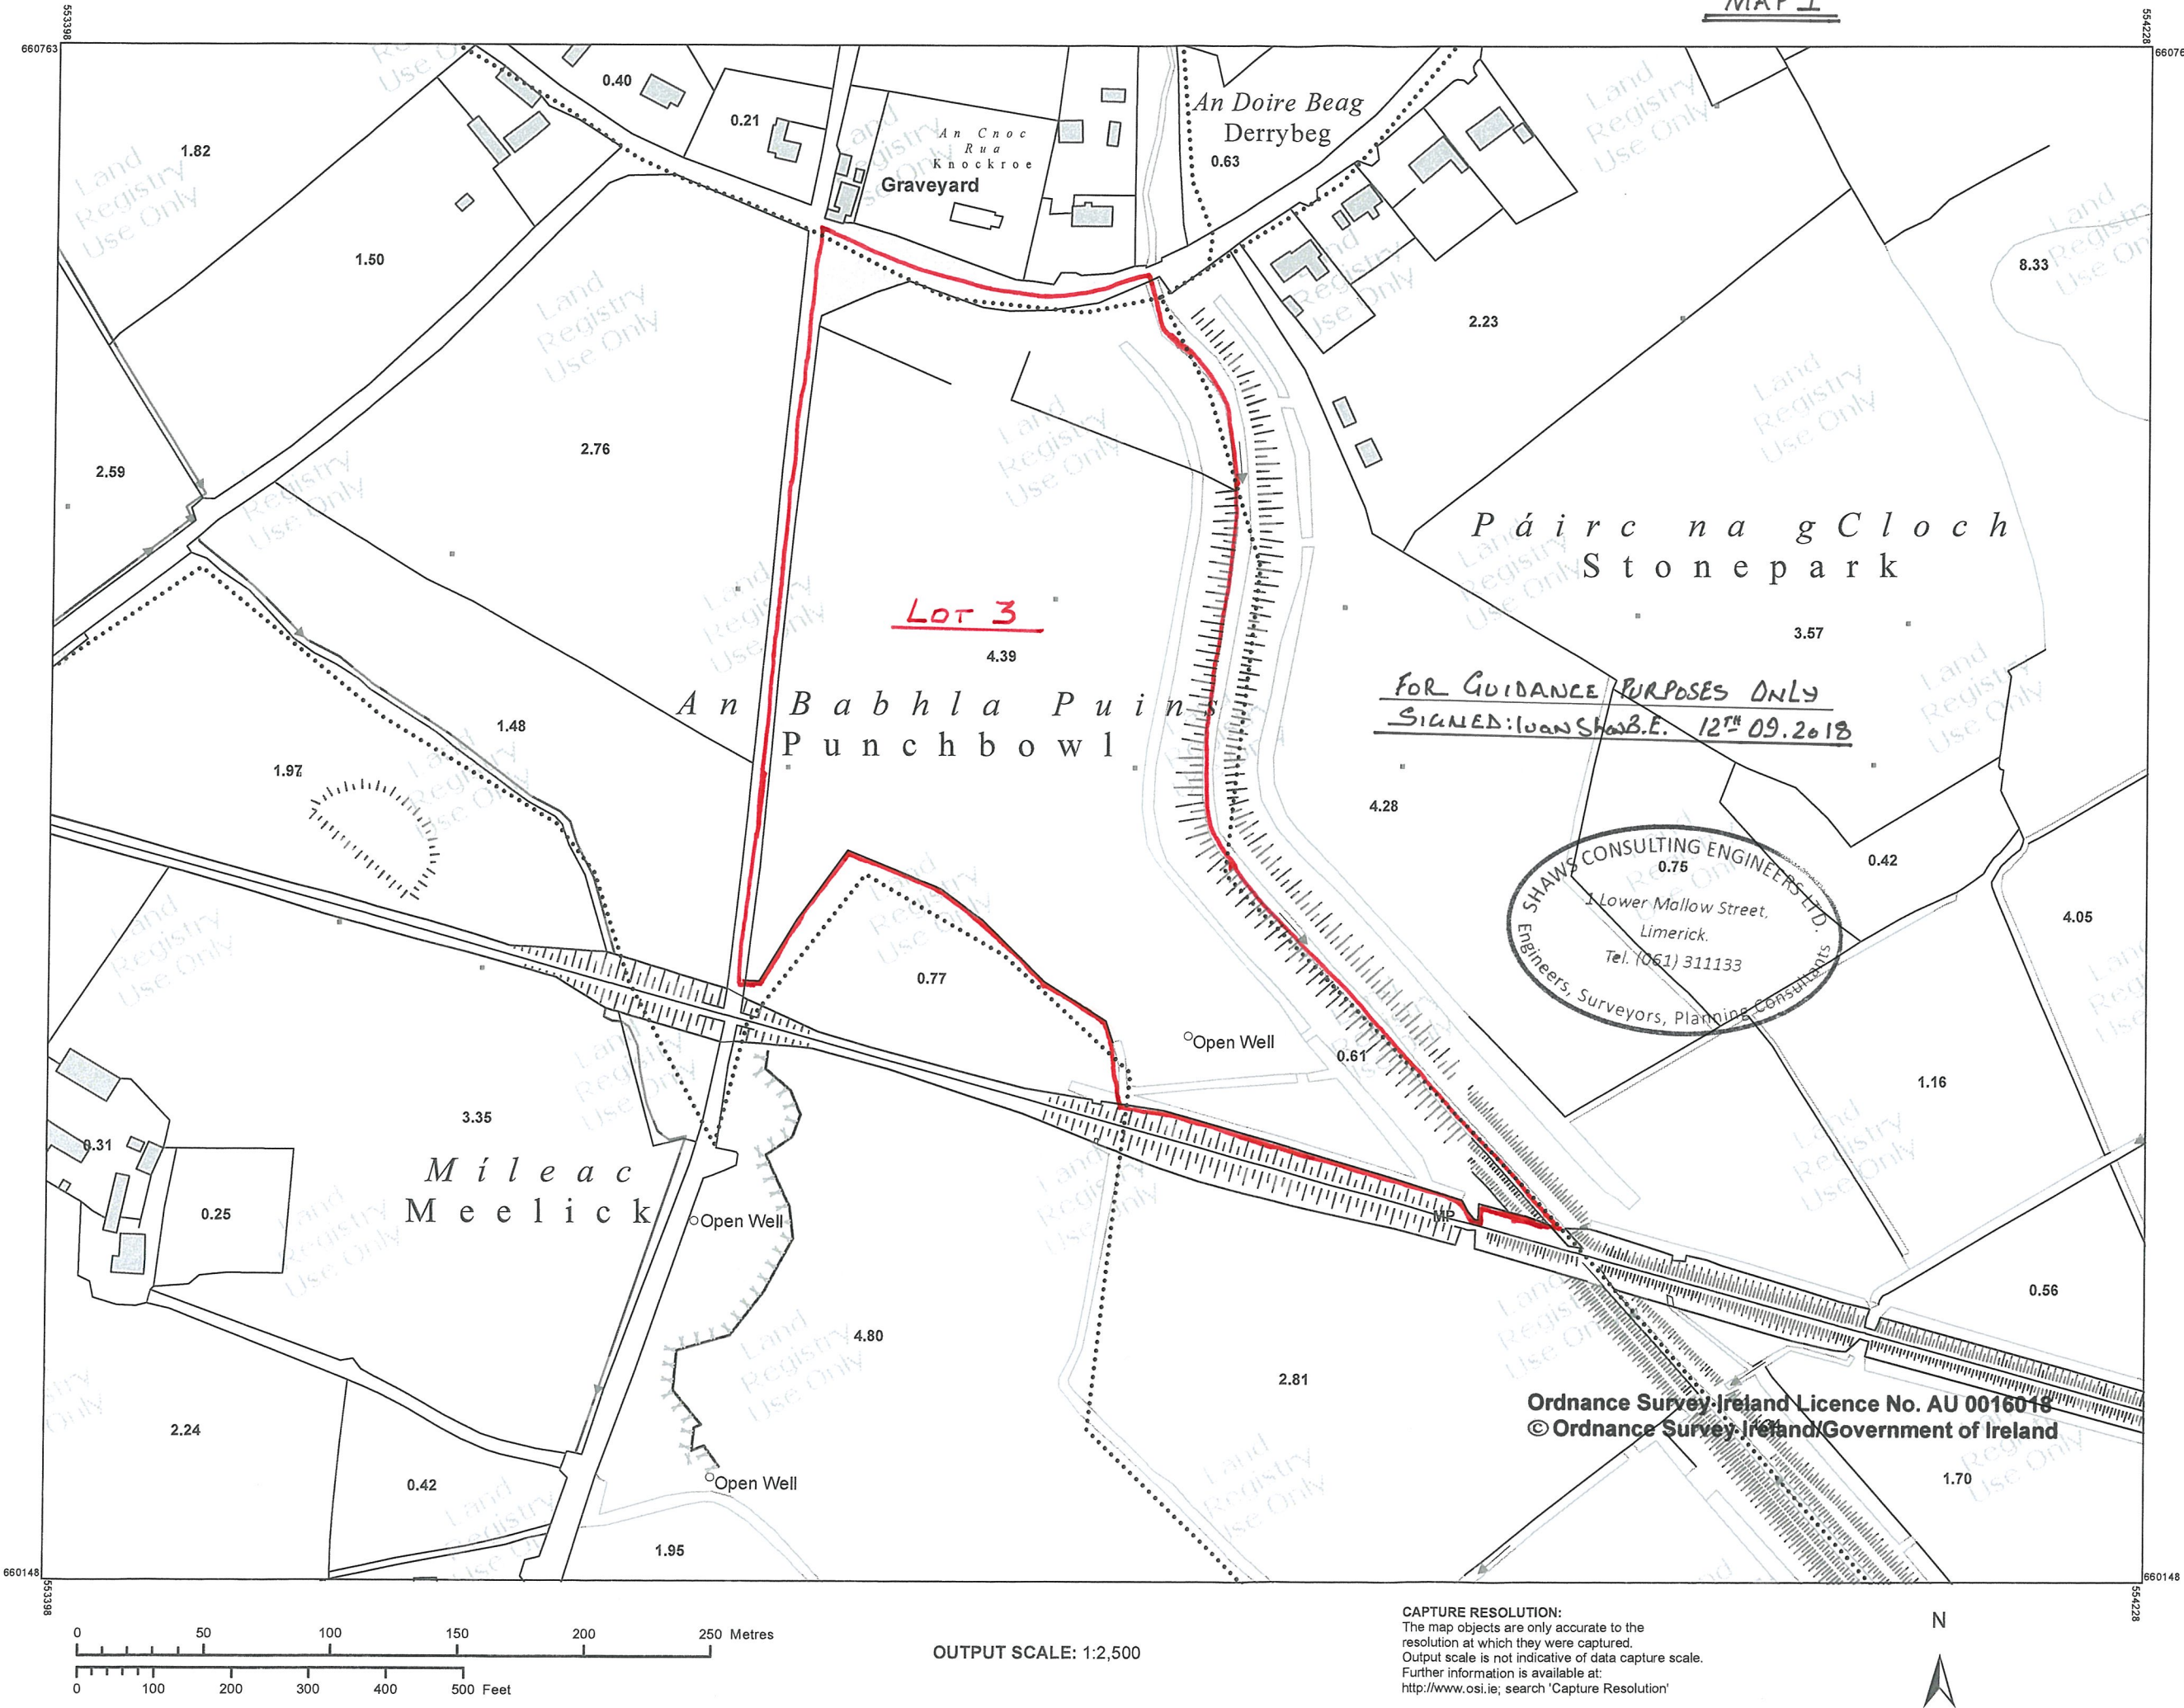 MAP 1
553398
554228
660763
0.40
0.21
1.82
1.50
An Cnoc
Rua
Knockroe
Graveyard
An Doire Beag
Derrybeg
0.63
8.33
2.23
2.59
2.76
Páirc na gCloch
Stonepark
3.57
LOT 3
4.39
An Babhla Puins
Punchbowl
FOR GUIDANCE PURPOSES ONLY
SIGNED: Ivan Shaw B.E. 12TH 09.2018
1.48
1.97
4.28
SHAWS CONSULTING ENGINEERS LTD.
0.75
1 Lower Mallow Street,
Limerick.
Tel. (061) 311133
Engineers, Surveyors, Planning Consultants
0.42
4.05
0.77
Open Well
0.61
1.16
3.35
0.31
Míleac
Meelick
0.25
Open Well
MP
0.56
4.80
2.81
Ordnance Survey Ireland Licence No. AU 0016018
© Ordnance Survey Ireland/Government of Ireland
2.24
0.42
Open Well
1.70
1.95
660148
660148
553398
554228
0 50 100 150 200 250 Metres
0 100 200 300 400 500 Feet
OUTPUT SCALE: 1:2,500
CAPTURE RESOLUTION:
The map objects are only accurate to the
resolution at which they were captured.
Output scale is not indicative of data capture scale.
Further information is available at:
http://www.osi.ie; search 'Capture Resolution'
N
Land
Registry
Use Only